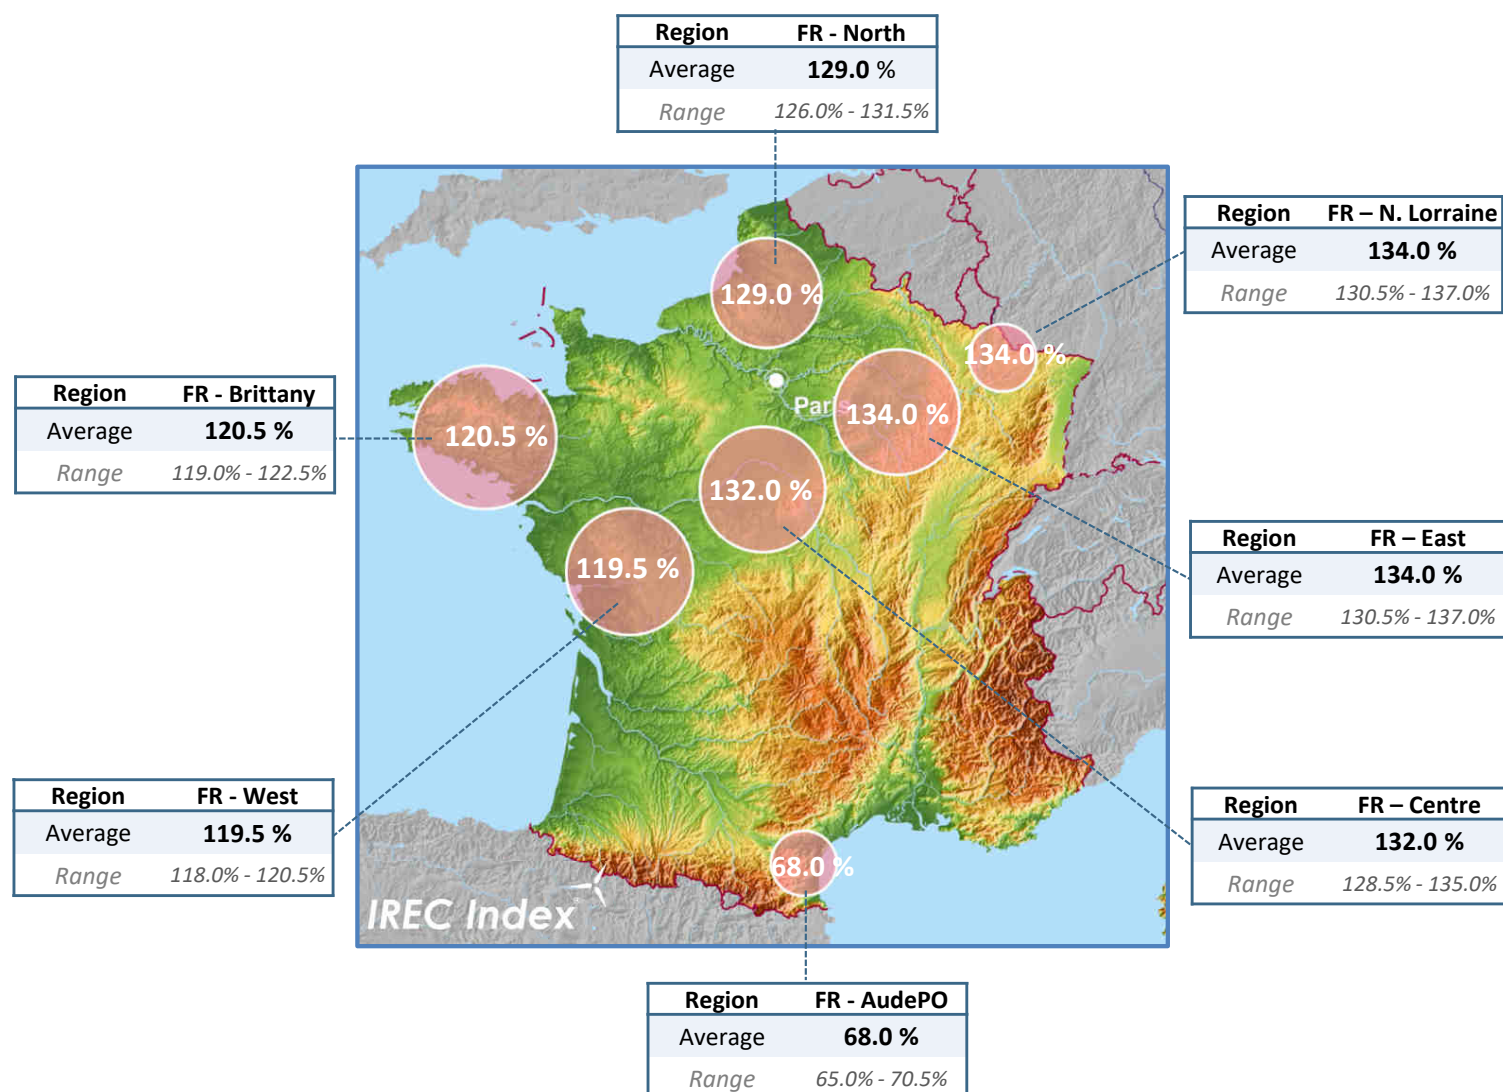 Region FR - North
Average 129.0 %
Range 126.0% - 131.5%
Region FR – N. Lorraine
Average 134.0 %
Range 130.5% - 137.0%
129.0 %
134.0 %
Paris
134.0 %
Region FR - Brittany
Average 120.5 %
Range 119.0% - 122.5%
120.5 %
132.0 %
119.5 %
Region FR – East
Average 134.0 %
Range 130.5% - 137.0%
Region FR - West
Average 119.5 %
Range 118.0% - 120.5%
Region FR – Centre
Average 132.0 %
Range 128.5% - 135.0%
68.0 %
IREC Index
Region FR - AudePO
Average 68.0 %
Range 65.0% - 70.5%